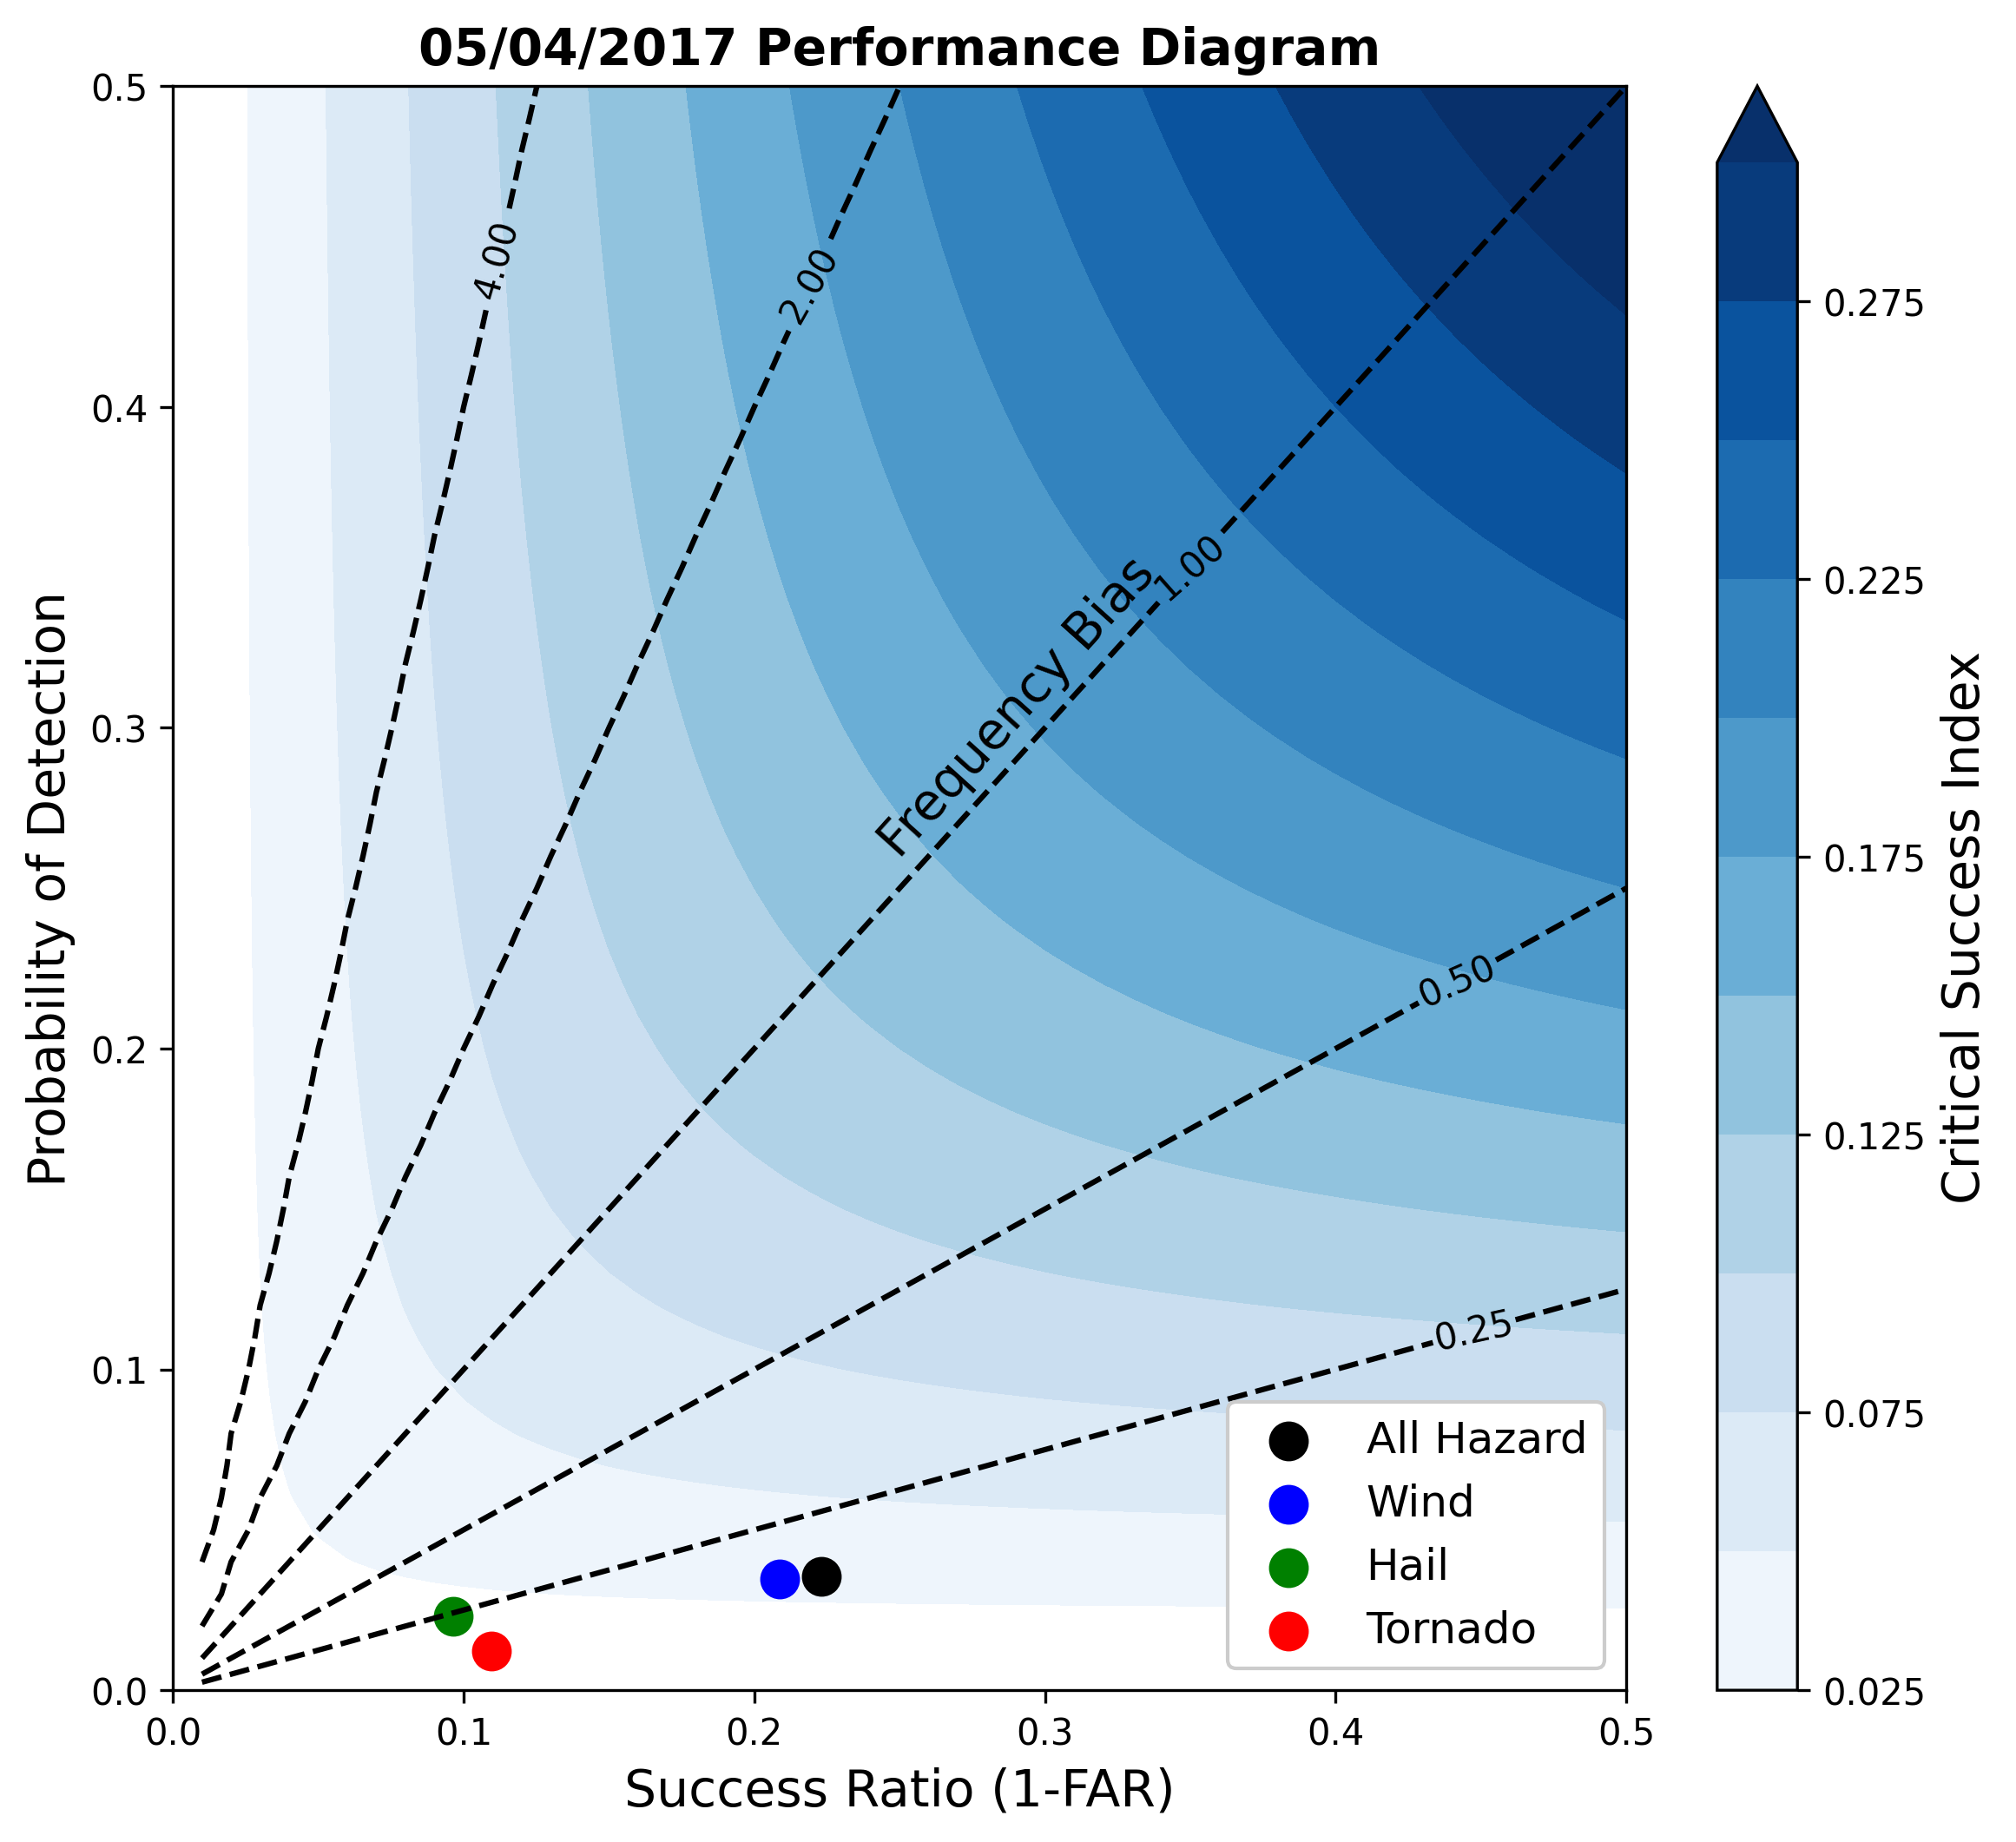 05/04/2017 Performance Diagram
0.5
0.4
0.3
0.2
0.1
0.0
Probability of Detection
4.00
2.00
1.00
Frequency Bias
0.50
0.25
All Hazard
Wind
Hail
Tornado
0.0 0.1 0.2 0.3 0.4 0.5
Success Ratio (1-FAR)
0.275
0.225
0.175
0.125
0.075
0.025
Critical Success Index